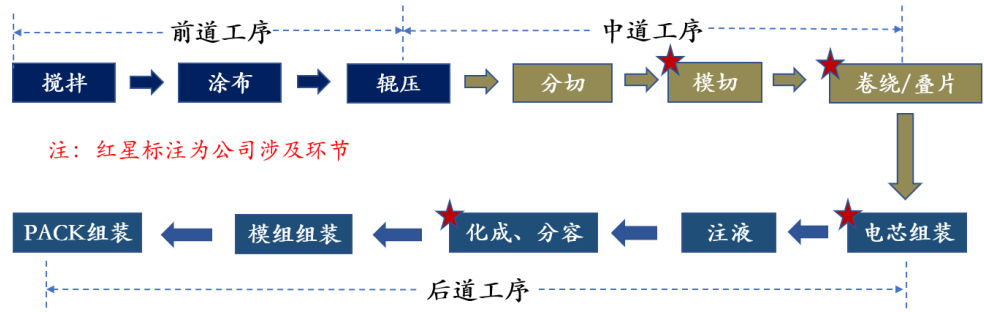 前道工序
中道工序
搅拌
涂布
辊压
分切
模切
卷绕/叠片
注：红星标注为公司涉及环节
PACK组装
模组组装
化成、分容
注液
电芯组装
后道工序